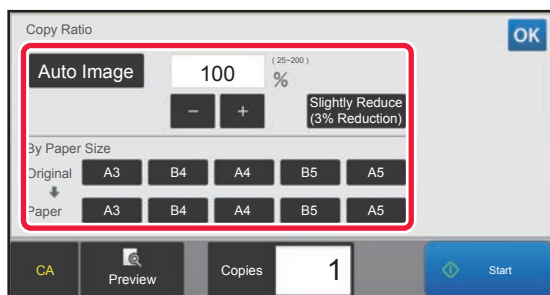 Copy Ratio
OK
Auto Image
100
(25~200)
%
−
+
Slightly Reduce
(3% Reduction)
By Paper Size
Original
A3
B4
A4
B5
A5
Paper
A3
B4
A4
B5
A5
CA
Preview
Copies
1
Start